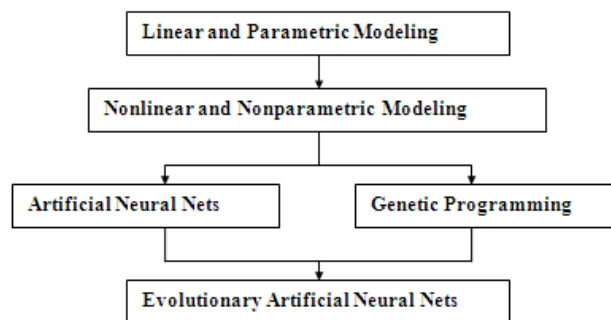 Linear and Parametric Modeling
Nonlinear and Nonparametric Modeling
Artificial Neural Nets
Genetic Programming
Evolutionary Artificial Neural Nets